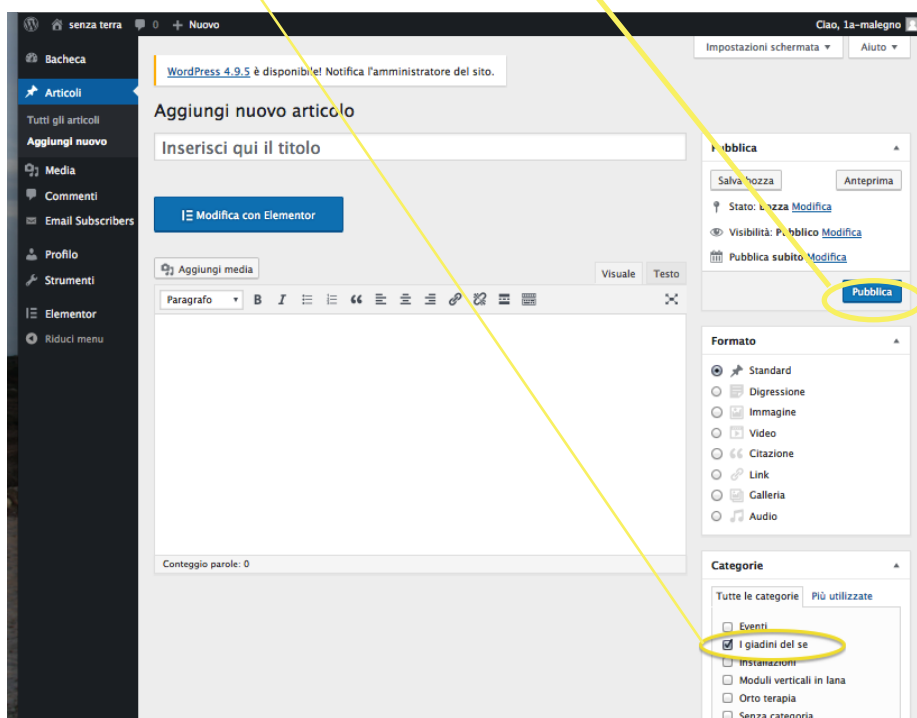 senza terra 0 + Nuovo Ciao, 1a-malegno
Impostazioni schermata ▼ Aiuto ▼
Bacheca
Articoli
Tutti gli articoli
Aggiungi nuovo
Media
Commenti
Email Subscribers
Profilo
Strumenti
Elementor
Riduci menu
WordPress 4.9.5 è disponibile! Notifica l'amministratore del sito.
Aggiungi nuovo articolo
Inserisci qui il titolo
Modifica con Elementor
Aggiungi media
Visuale Testo
Paragrafo ▼ B I
Conteggio parole: 0
Pubblica
Salva bozza Anteprima
Stato: Bozza Modifica
Visibilità: Pubblico Modifica
Pubblica subito Modifica
Pubblica
Formato
Standard
Digressione
Immagine
Video
Citazione
Link
Galleria
Audio
Categorie
Tutte le categorie Più utilizzate
Eventi
I giadini del se
Installazioni
Moduli verticali in lana
Orto terapia
Senza categoria